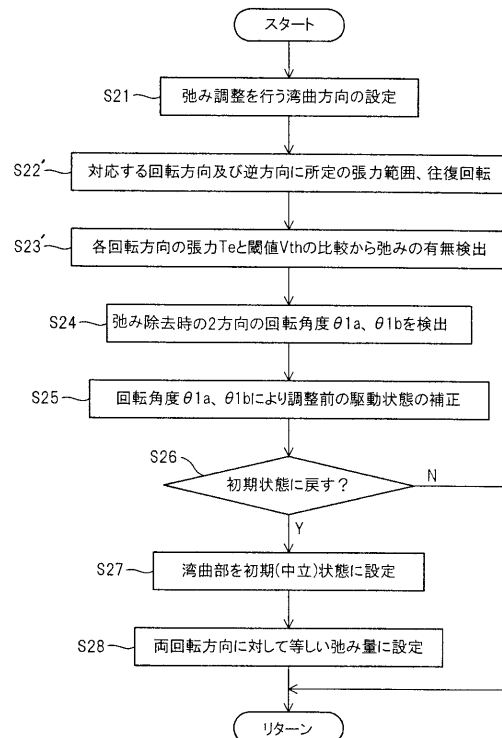 スタート
S21
弛み調整を行う湾曲方向の設定
S22′
対応する回転方向及び逆方向に所定の張力範囲、往復回転
S23′
各回転方向の張力Teと閾値Vthの比較から弛みの有無検出
S24
弛み除去時の2方向の回転角度θ1a、θ1bを検出
S25
回転角度θ1a、θ1bにより調整前の駆動状態の補正
S26
初期状態に戻す?
N
Y
S27
湾曲部を初期(中立)状態に設定
S28
両回転方向に対して等しい弛み量に設定
リターン